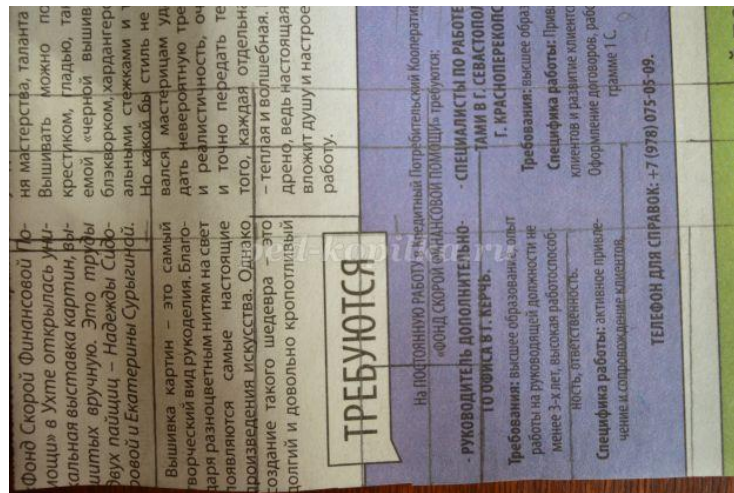 «Фонд Скорой Финансовой По-
мощи» в Ухте открылась уни-
кальная выставка картин, вы-
шитых вручную. Это труды
двух пайщиц – Надежды Сидо-
ровой и Екатерины Сурыгиной.
Вышивка картин – это самый
творческий вид рукоделия. Благо-
даря разноцветным нитям на свет
появляются самые настоящие
произведения искусства. Однако
создание такого шедевра это
долгий и довольно кропотливый
ня мастерства, таланта
Вышивать можно по
крестиком, гладью, та
емой «черной вышив
блэкворком, хардангеро
альными стежками и т
Но какой бы стиль не
вался, мастерицам уд
дать невероятную тре
и реалистичность, оч
и точно передать те
того, каждая отдельна
– теплая и волшебная.
дрено, ведь настоящая
вложит душу и настрое
работу.
ТРЕБУЮТСЯ
На ПОСТОЯННУЮ РАБОТУ в Кредитный Потребительский Кооператив
«ФОНД СКОРОЙ ФИНАНСОВОЙ ПОМОЩИ» требуются:
- РУКОВОДИТЕЛЬ ДОПОЛНИТЕЛЬНО-
ГО ОФИСА В Г. КЕРЧЬ.
Требования: высшее образование, опыт
работы на руководящей должности не
менее 3-х лет, высокая работоспособ-
ность, ответственность.
Специфика работы: активное привле-
чение и сопровождение клиентов.
- СПЕЦИАЛИСТЫ ПО РАБОТЕ
ТАМИ В Г. СЕВАСТОПОЛ
Г. КРАСНОПЕРЕКОПС
Требования: высшее образ
Специфика работы: Прив
клиентов и развитие клиентс
Оформление договоров, раб
грамме 1С.
ТЕЛЕФОН ДЛЯ СПРАВОК: +7 (978) 075-05-09.
ped-kopilka.ru